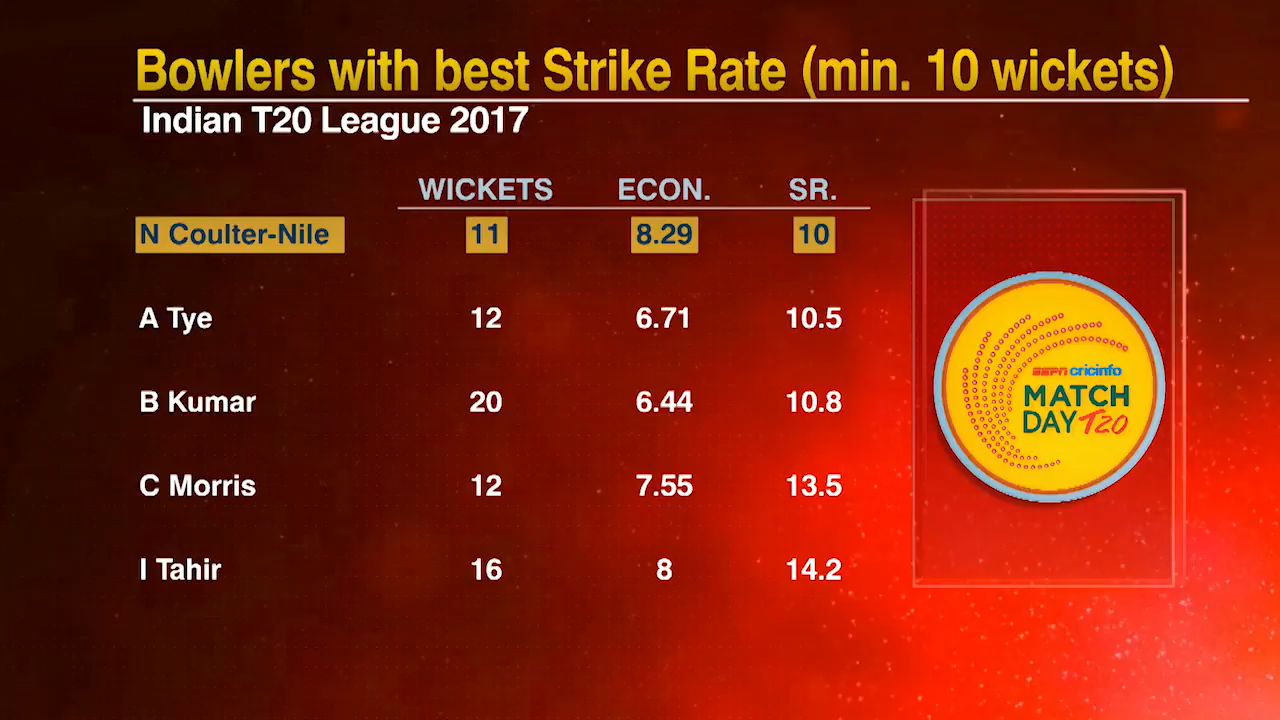 Bowlers with best Strike Rate (min. 10 wickets)
Indian T20 League 2017
WICKETS ECON. SR.
N Coulter-Nile 11 8.29 10
A Tye 12 6.71 10.5
B Kumar 20 6.44 10.8
C Morris 12 7.55 13.5
I Tahir 16 8 14.2
ESPN cricinfo
MATCH
DAY T20